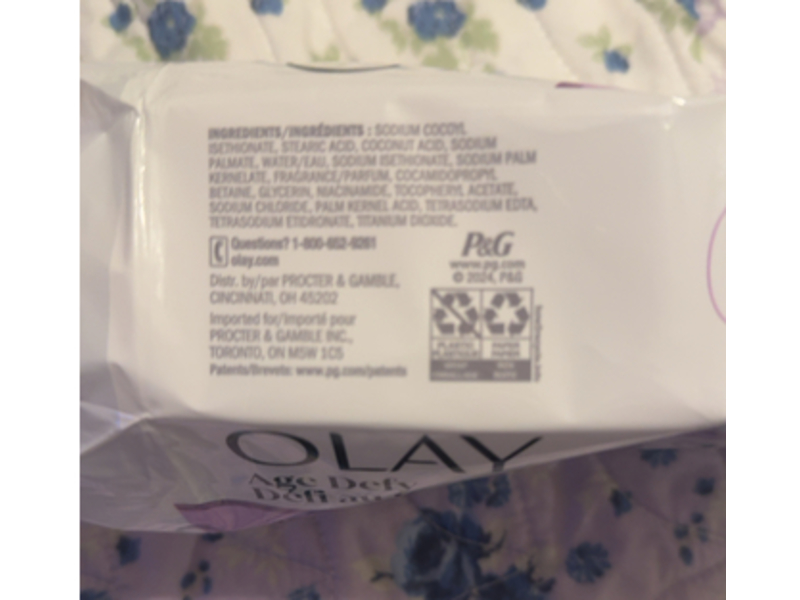 INGREDIENTS/INGRÉDIENTS : SODIUM COCOYL
ISETHIONATE, STEARIC ACID, COCONUT ACID, SODIUM
PALMATE, WATER/EAU, SODIUM ISETHIONATE, SODIUM PALM
KERNELATE, FRAGRANCE/PARFUM, COCAMIDOPROPYL
BETAINE, GLYCERIN, NIACINAMIDE, TOCOPHERYL ACETATE,
SODIUM CHLORIDE, PALM KERNEL ACID, TETRASODIUM EDTA,
TETRASODIUM ETIDRONATE, TITANIUM DIOXIDE.
Questions? 1-800-652-9261
olay.com
Distr. by/par PROCTER & GAMBLE,
CINCINNATI, OH 45202
Imported for/importé pour
PROCTER & GAMBLE INC.,
TORONTO, ON M5W 1C5
Patents/Brevets: www.pg.com/patents
P&G
www.pg.com
© 2024, P&G
PLASTIC
PLASTIQUE
PAPER
PAPIER
OLAY
Age Defy
Défi